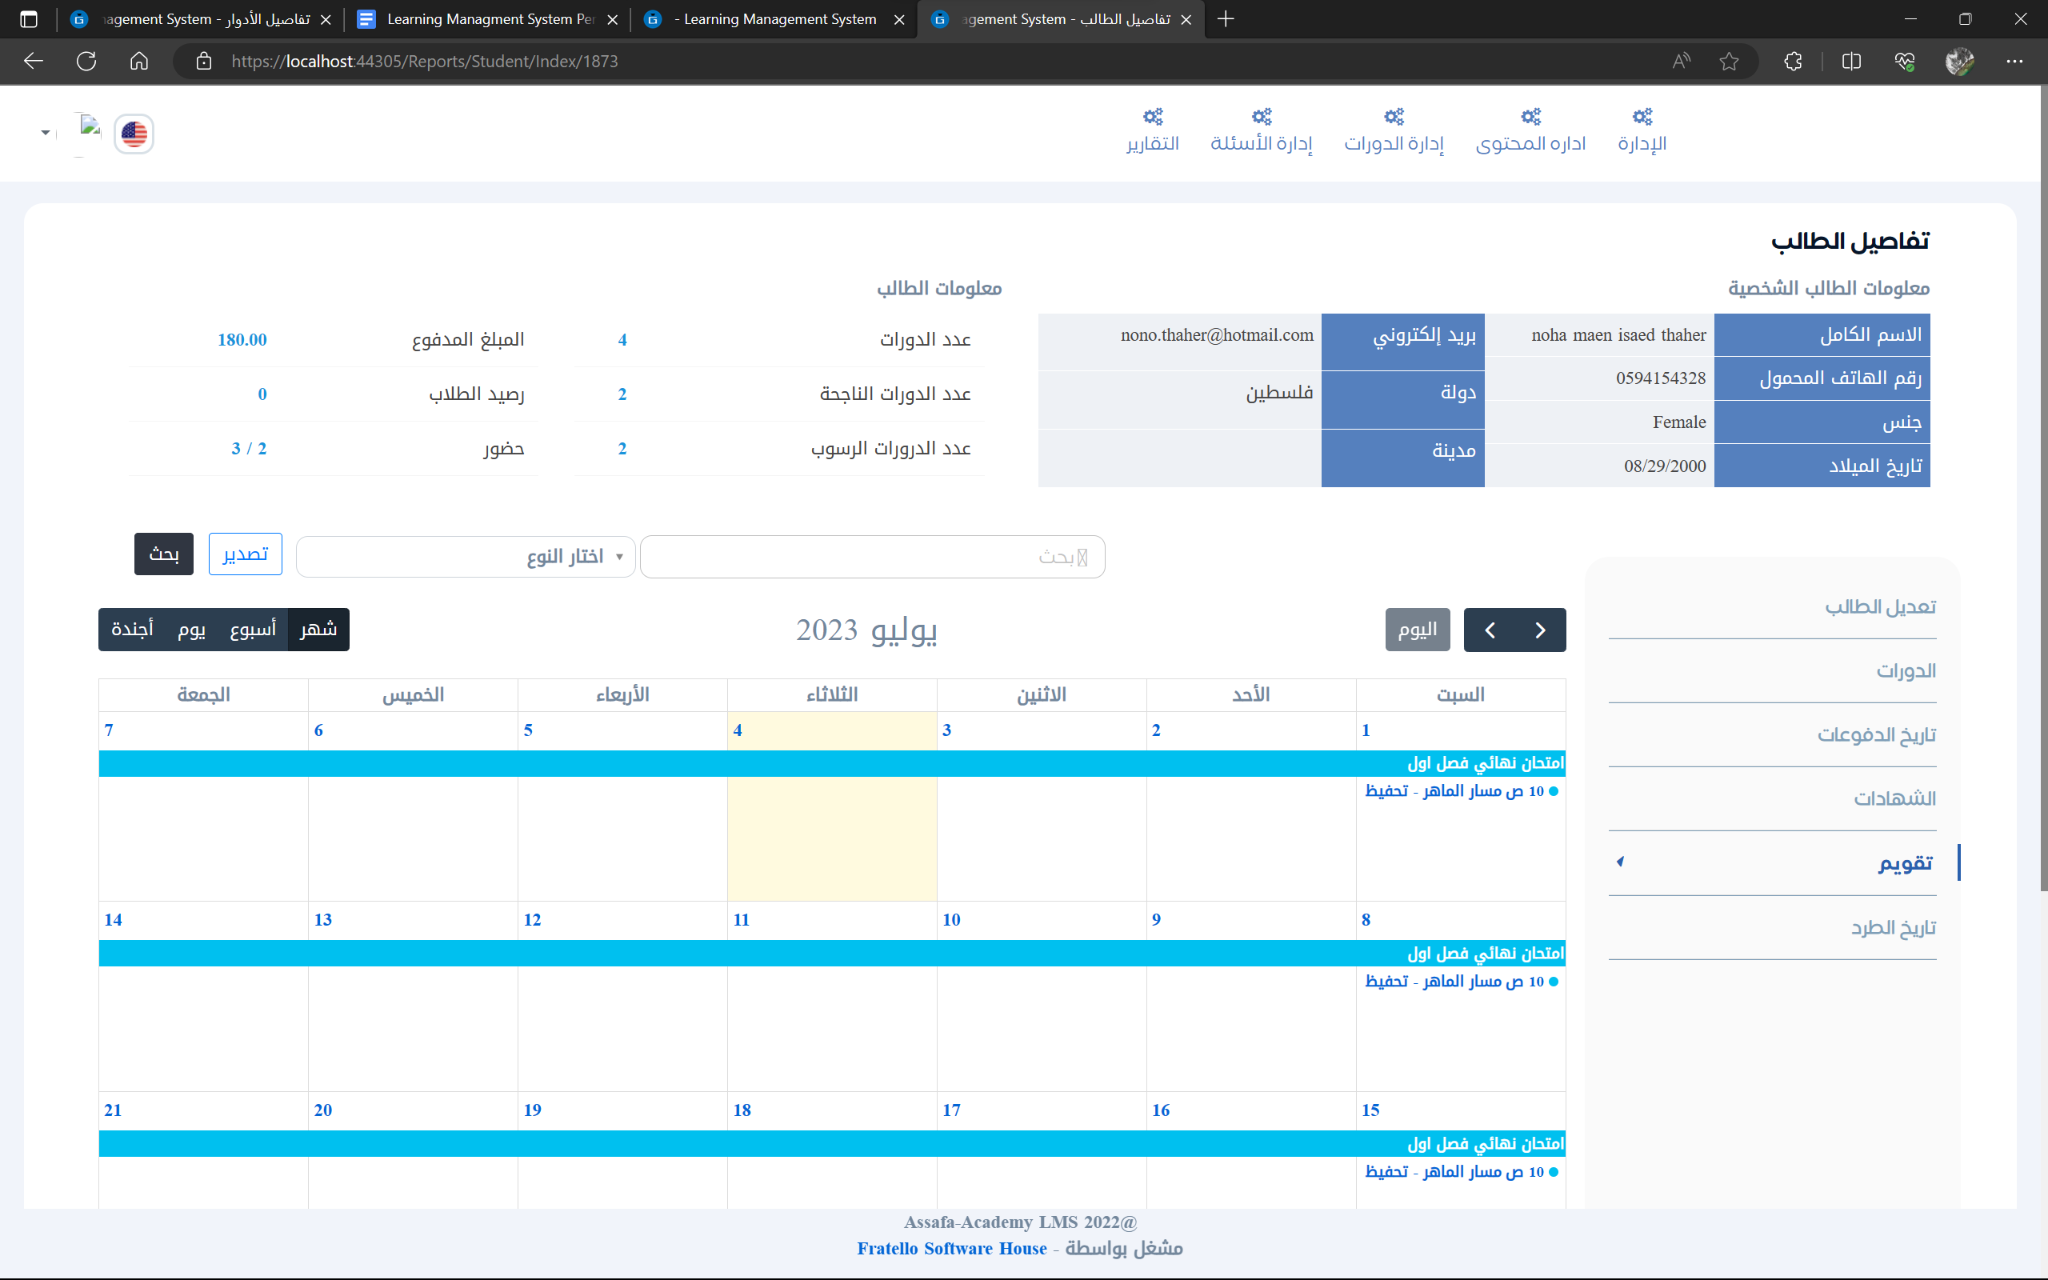 تفاصيل الأدوار - agement System
Learning Managment System Per
- Learning Management System
تفاصيل الطالب - agement System
https://localhost:44305/Reports/Student/Index/1873
الإدارة
اداره المحتوى
إدارة الدورات
إدارة الأسئلة
التقارير
تفاصيل الطالب
معلومات الطالب الشخصية
الاسم الكامل noha maen isaed thaher
رقم الهاتف المحمول 0594154328
جنس Female
تاريخ الميلاد 08/29/2000
بريد إلكتروني nono.thaher@hotmail.com
دولة فلسطين
مدينة
معلومات الطالب
عدد الدورات 4 المبلغ المدفوع 180.00
عدد الدورات الناجحة 2 رصيد الطلاب 0
عدد الدرورات الرسوب 2 حضور 2 / 3
بحث
اختار النوع
تصدير
بحث
تعديل الطالب
الدورات
تاريخ الدفوعات
الشهادات
تقويم
تاريخ الطرد
اليوم
يوليو 2023
شهر أسبوع يوم أجندة
السبت الأحد الاثنين الثلاثاء الأربعاء الخميس الجمعة
1 2 3 4 5 6 7
امتحان نهائي فصل اول
10 ص مسار الماهر - تحفيظ
8 9 10 11 12 13 14
امتحان نهائي فصل اول
10 ص مسار الماهر - تحفيظ
15 16 17 18 19 20 21
امتحان نهائي فصل اول
10 ص مسار الماهر - تحفيظ
Assafa-Academy LMS 2022@
مشغل بواسطة - Fratello Software House